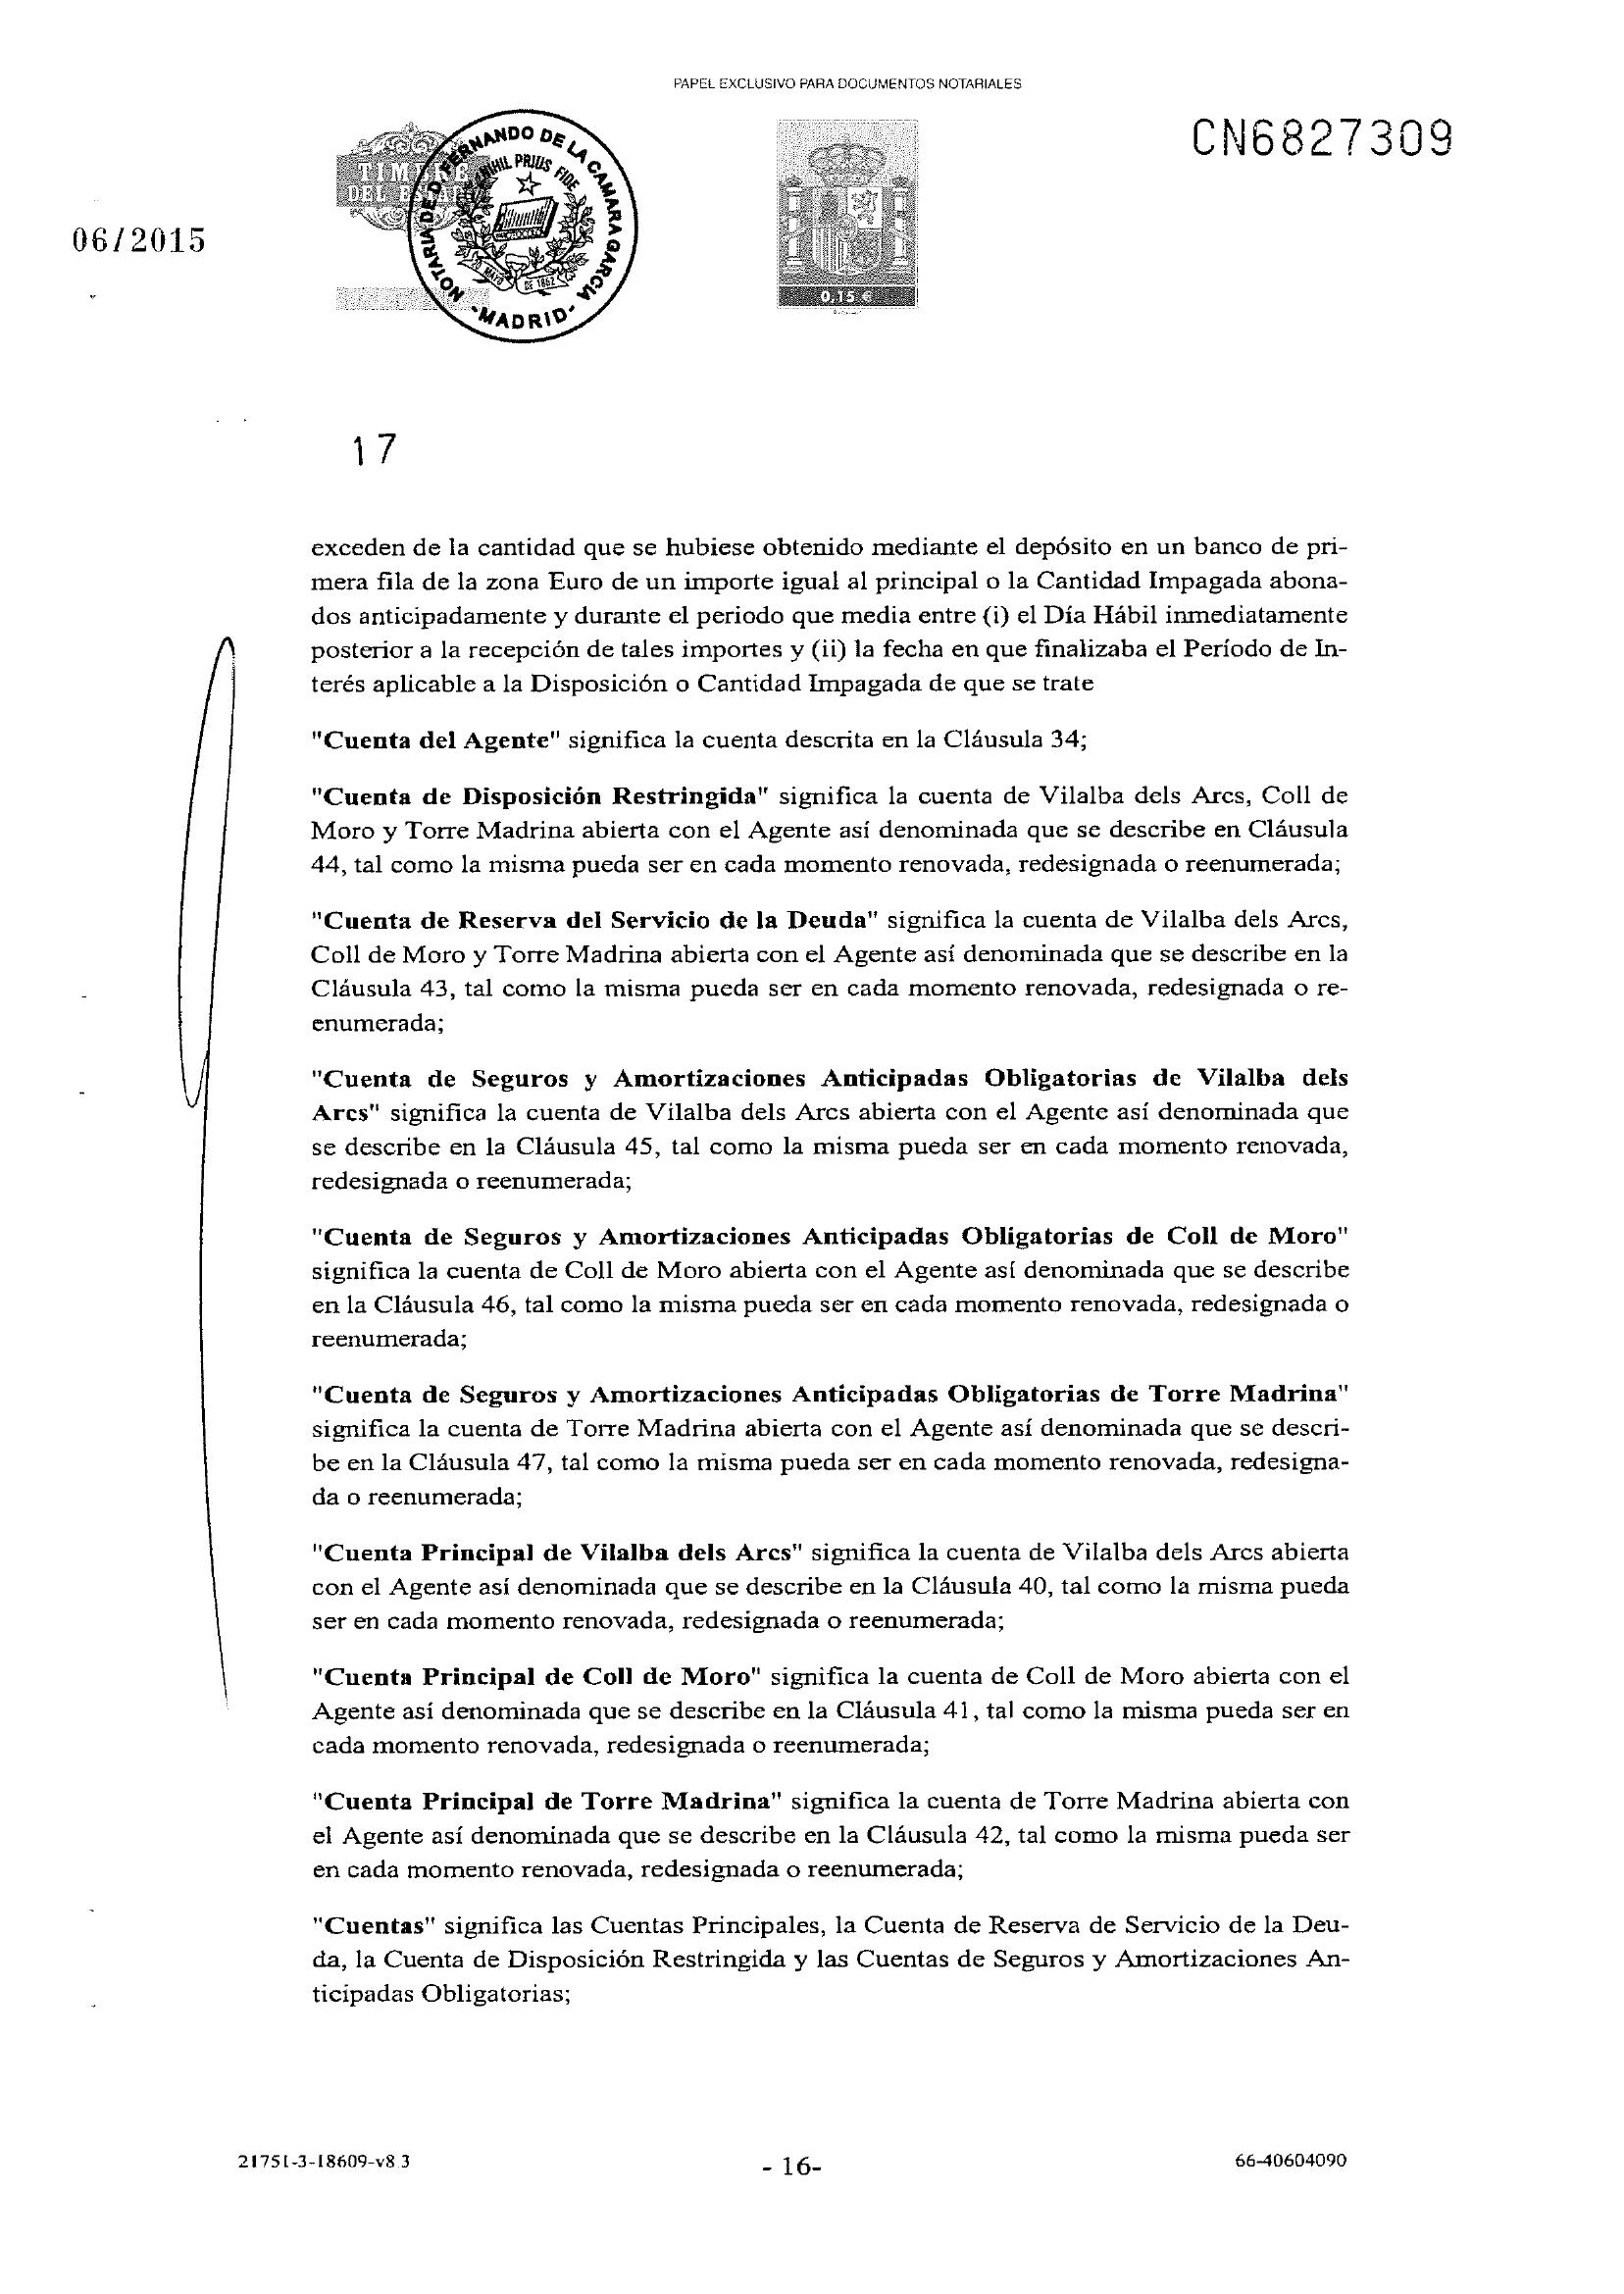 PAPEL EXCLUSIVO PARA DOCUMENTOS NOTARIALES
CN6827309
TIMBRE
DEL ESTADO
NOTARIA DE D. FERNANDO DE LA CAMARA GARCIA
NIHIL PRIUS FIDE
DE 1862
-MADRID-
0,15 €
06/2015
17
exceden de la cantidad que se hubiese obtenido mediante el depósito en un banco de pri-
mera fila de la zona Euro de un importe igual al principal o la Cantidad Impagada abona-
dos anticipadamente y durante el periodo que media entre (i) el Día Hábil inmediatamente
posterior a la recepción de tales importes y (ii) la fecha en que finalizaba el Período de In-
terés aplicable a la Disposición o Cantidad Impagada de que se trate
"Cuenta del Agente" significa la cuenta descrita en la Cláusula 34;
"Cuenta de Disposición Restringida" significa la cuenta de Vilalba dels Arcs, Coll de
Moro y Torre Madrina abierta con el Agente así denominada que se describe en Cláusula
44, tal como la misma pueda ser en cada momento renovada, redesignada o reenumerada;
"Cuenta de Reserva del Servicio de la Deuda" significa la cuenta de Vilalba dels Arcs,
Coll de Moro y Torre Madrina abierta con el Agente así denominada que se describe en la
Cláusula 43, tal como la misma pueda ser en cada momento renovada, redesignada o re-
enumerada;
"Cuenta de Seguros y Amortizaciones Anticipadas Obligatorias de Vilalba dels
Arcs" significa la cuenta de Vilalba dels Arcs abierta con el Agente así denominada que
se describe en la Cláusula 45, tal como la misma pueda ser en cada momento renovada,
redesignada o reenumerada;
"Cuenta de Seguros y Amortizaciones Anticipadas Obligatorias de Coll de Moro"
significa la cuenta de Coll de Moro abierta con el Agente así denominada que se describe
en la Cláusula 46, tal como la misma pueda ser en cada momento renovada, redesignada o
reenumerada;
"Cuenta de Seguros y Amortizaciones Anticipadas Obligatorias de Torre Madrina"
significa la cuenta de Torre Madrina abierta con el Agente así denominada que se descri-
be en la Cláusula 47, tal como la misma pueda ser en cada momento renovada, redesigna-
da o reenumerada;
"Cuenta Principal de Vilalba dels Arcs" significa la cuenta de Vilalba dels Arcs abierta
con el Agente así denominada que se describe en la Cláusula 40, tal como la misma pueda
ser en cada momento renovada, redesignada o reenumerada;
"Cuenta Principal de Coll de Moro" significa la cuenta de Coll de Moro abierta con el
Agente así denominada que se describe en la Cláusula 41, tal como la misma pueda ser en
cada momento renovada, redesignada o reenumerada;
"Cuenta Principal de Torre Madrina" significa la cuenta de Torre Madrina abierta con
el Agente así denominada que se describe en la Cláusula 42, tal como la misma pueda ser
en cada momento renovada, redesignada o reenumerada;
"Cuentas" significa las Cuentas Principales, la Cuenta de Reserva de Servicio de la Deu-
da, la Cuenta de Disposición Restringida y las Cuentas de Seguros y Amortizaciones An-
ticipadas Obligatorias;
21751-3-18609-v8.3
- 16-
66-40604090